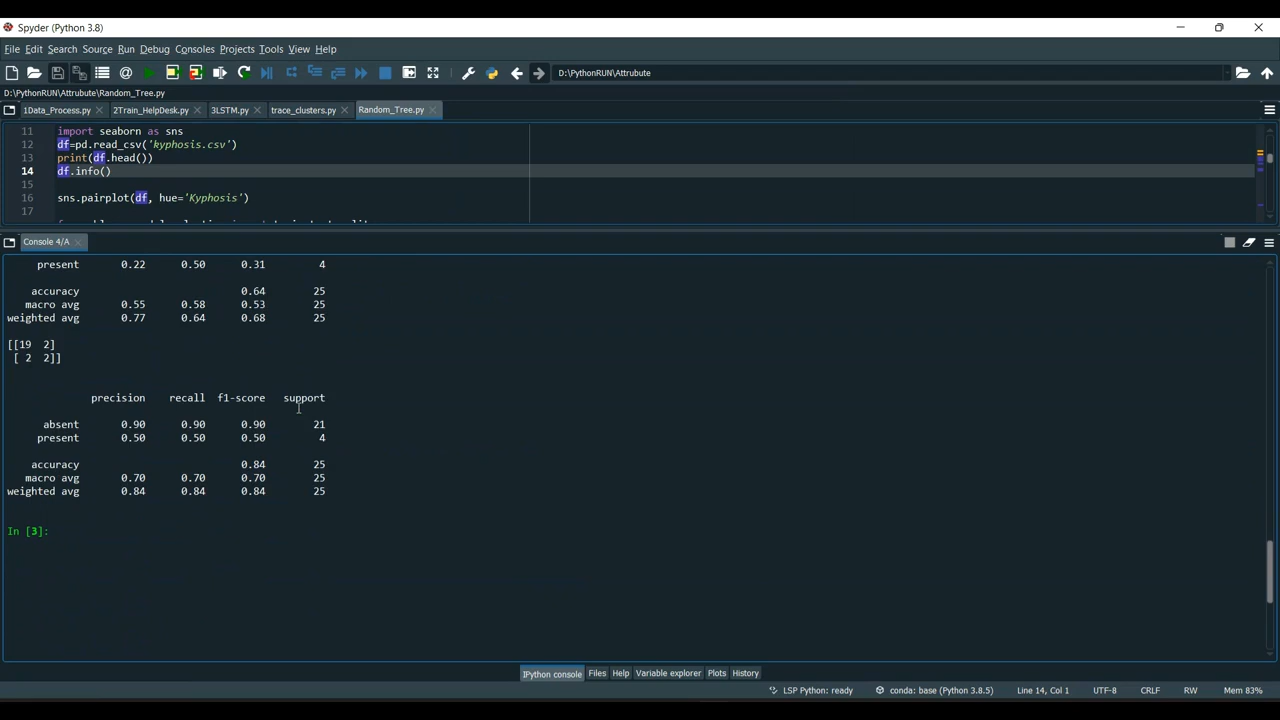 Spyder (Python 3.8)
File Edit Search Source Run Debug Consoles Projects Tools View Help
D:\PythonRUN\Attrubute
D:\PythonRUN\Attrubute\Random_Tree.py
1Data_Process.py 2Train_HelpDesk.py 3LSTM.py trace_clusters.py Random_Tree.py
11 import seaborn as sns
12 df=pd.read_csv('kyphosis.csv')
13 print(df.head())
14 df.info()
15
16 sns.pairplot(df, hue='Kyphosis')
17
Console 4/A
present 0.22 0.50 0.31 4
accuracy 0.64 25
macro avg 0.55 0.58 0.53 25
weighted avg 0.77 0.64 0.68 25
[[19 2]
[ 2 2]]
precision recall f1-score support
absent 0.90 0.90 0.90 21
present 0.50 0.50 0.50 4
accuracy 0.84 25
macro avg 0.70 0.70 0.70 25
weighted avg 0.84 0.84 0.84 25
In [3]:
IPython console Files Help Variable explorer Plots History
LSP Python: ready conda: base (Python 3.8.5) Line 14, Col 1 UTF-8 CRLF RW Mem 83%